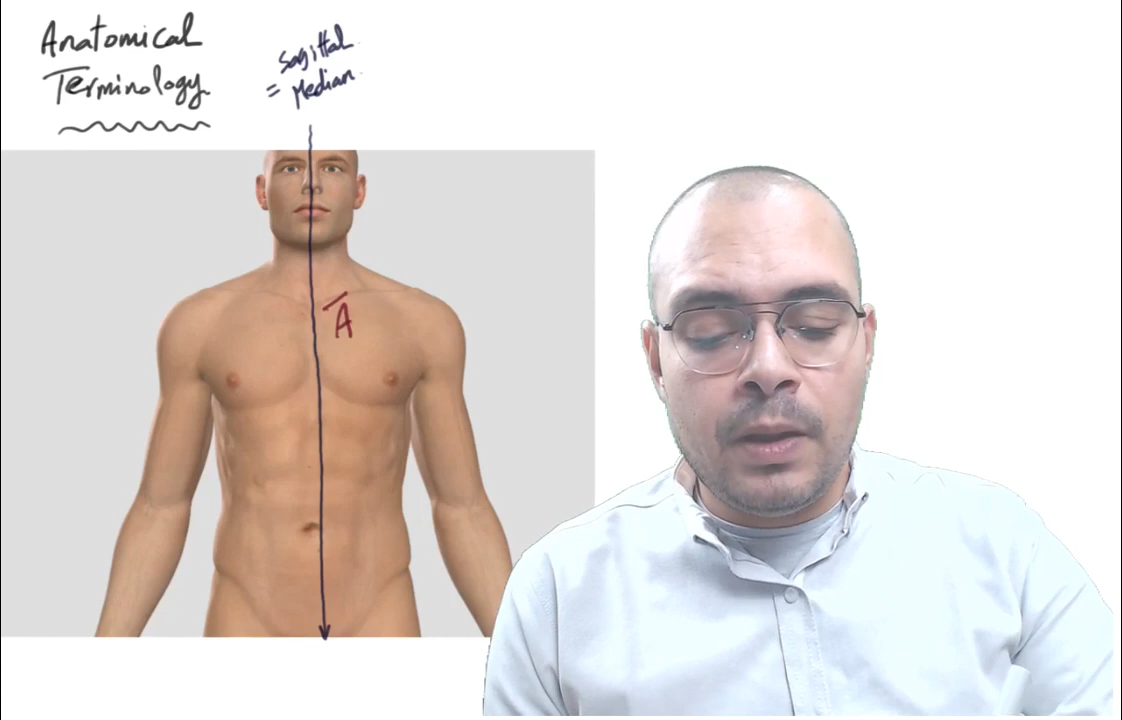 Anatomical
Terminology
Sagittal
= Median
A